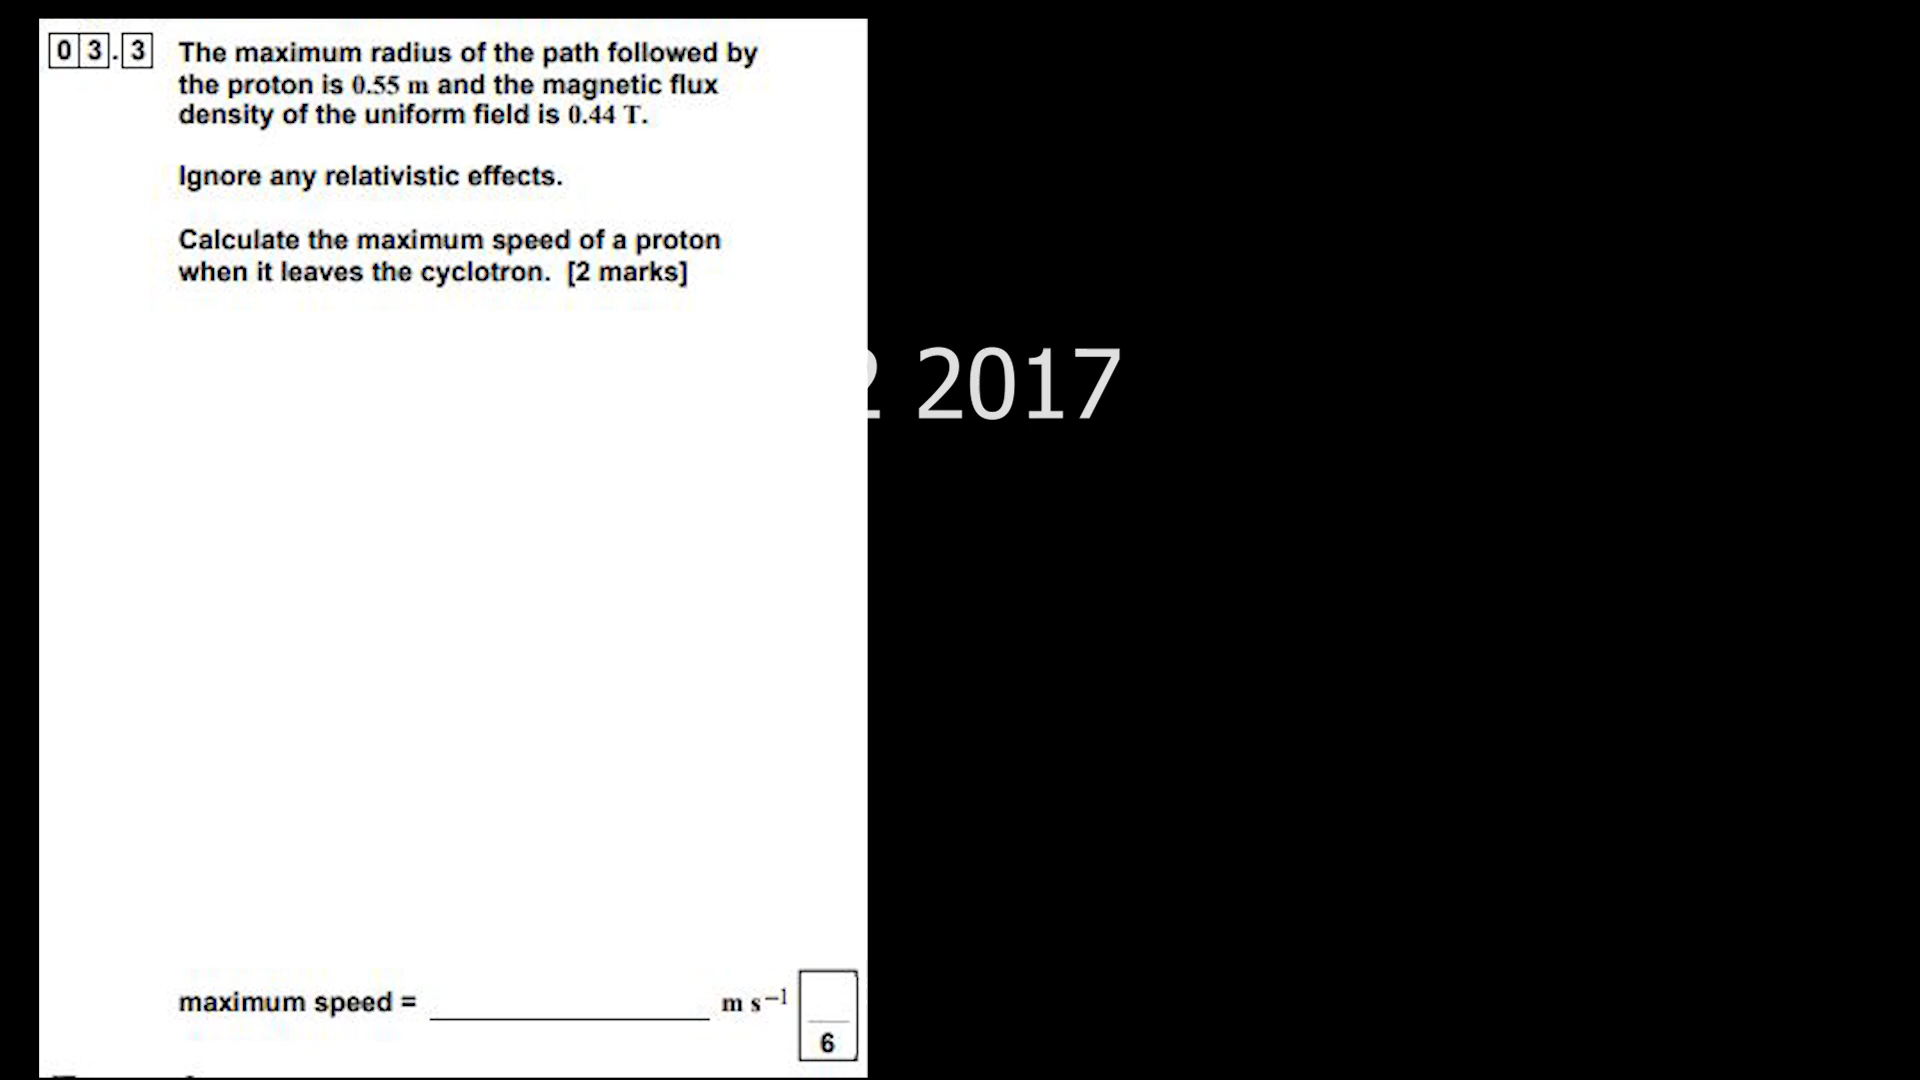 03.3 The maximum radius of the path followed by
the proton is 0.55 m and the magnetic flux
density of the uniform field is 0.44 T.
Ignore any relativistic effects.
Calculate the maximum speed of a proton
when it leaves the cyclotron. [2 marks]
2 2017
maximum speed = m s⁻¹
6